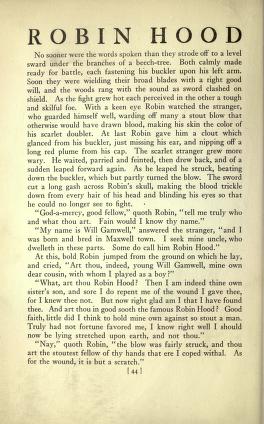 ROBIN HOOD
No sooner were the words spoken than they strode off to a level
sward under the branches of a beech-tree. Both calmly made
ready for battle, each fastening his buckler upon his left arm.
Soon they were wielding their broad blades with a right good
will, and the woods rang with the sound as sword clashed on
shield. As the fight grew hot each perceived in the other a tough
and skilful foe. With a keen eye Robin watched the stranger,
who guarded himself well, warding off many a stout blow that
otherwise would have drawn blood, making his skin the color of
his scarlet doublet. At last Robin gave him a clout which
glanced from his buckler, just missing his ear, and nipping off a
long red plume from his cap. The scarlet stranger grew more
wary. He waited, parried and feinted, then drew back, and of a
sudden leaped forward again. As he leaped he struck, beating
down the buckler, which but partly turned the blow. The sword
cut a long gash across Robin's skull, making the blood trickle
down from every hair of his head and blinding his eyes so that
he could no longer see to fight.
"God-a-mercy, good fellow," quoth Robin, "tell me truly who
and what thou art. Fain would I know thy name."
"My name is Will Gamwell," answered the stranger, "and I
was born and bred in Maxwell town. I seek mine uncle, who
dwelleth in these parts. Some do call him Robin Hood."
At this, bold Robin jumped from the ground on which he lay,
and cried, "Art thou, indeed, young Will Gamwell, mine own
dear cousin, with whom I played as a boy?"
"What, art thou Robin Hood? Then I am indeed thine own
sister's son, and sore I do repent me of the wound I gave thee,
for I knew thee not. But now right glad am I that I have found
thee. And art thou in good sooth the famous Robin Hood? Good
faith, little did I think to hold mine own against so stout a man.
Truly had not fortune favored me, I know right well I should
now be lying stretched upon earth, and not thou."
"Nay," quoth Robin, "the blow was fairly struck, and thou
art the stoutest fellow of thy hands that ere I coped withal. As
for the wound, it is but a scratch."
[ 44 ]